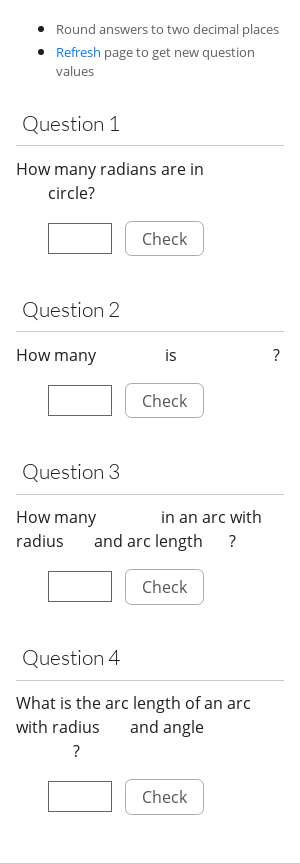 Round answers to two decimal places
Refresh page to get new question
values
Question 1
How many radians are in
circle?
Check
Question 2
How many is ?
Check
Question 3
How many in an arc with
radius and arc length ?
Check
Question 4
What is the arc length of an arc
with radius and angle
?
Check